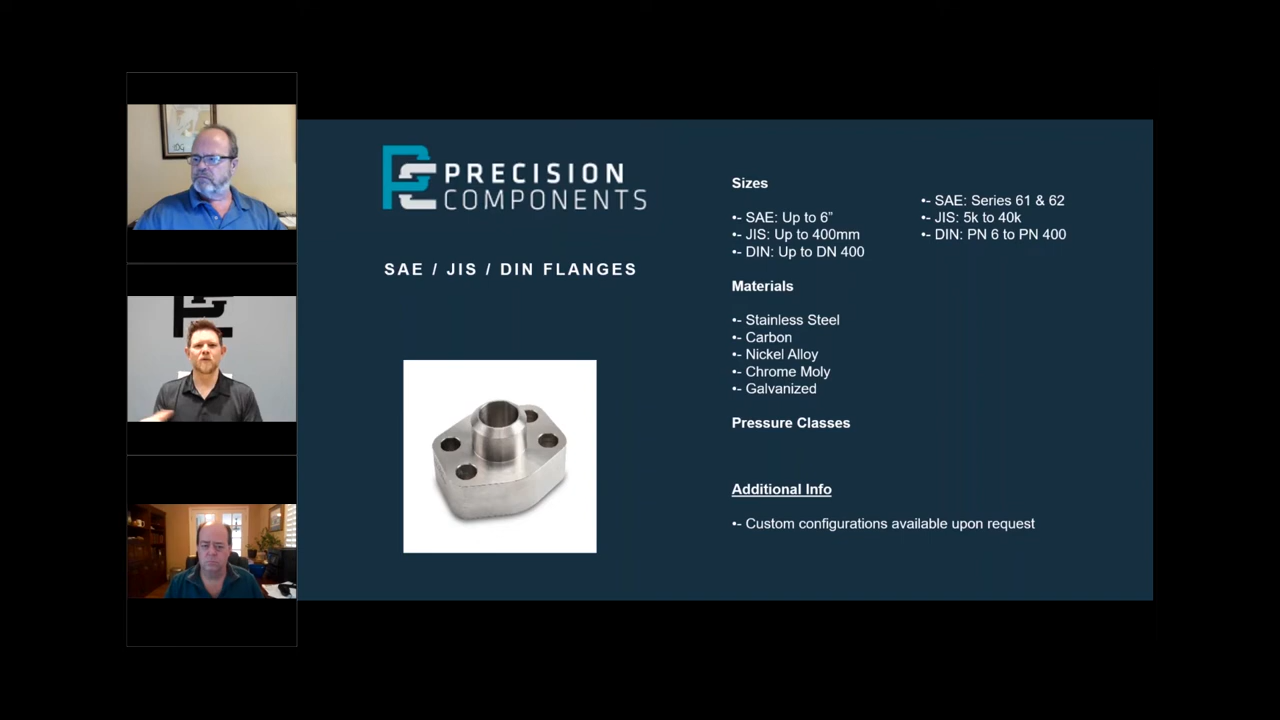 PRECISION
COMPONENTS
SAE / JIS / DIN FLANGES
Sizes
•- SAE: Up to 6”
•- JIS: Up to 400mm
•- DIN: Up to DN 400
Materials
•- Stainless Steel
•- Carbon
•- Nickel Alloy
•- Chrome Moly
•- Galvanized
Pressure Classes
•- SAE: Series 61 & 62
•- JIS: 5k to 40k
•- DIN: PN 6 to PN 400
Additional Info
•- Custom configurations available upon request